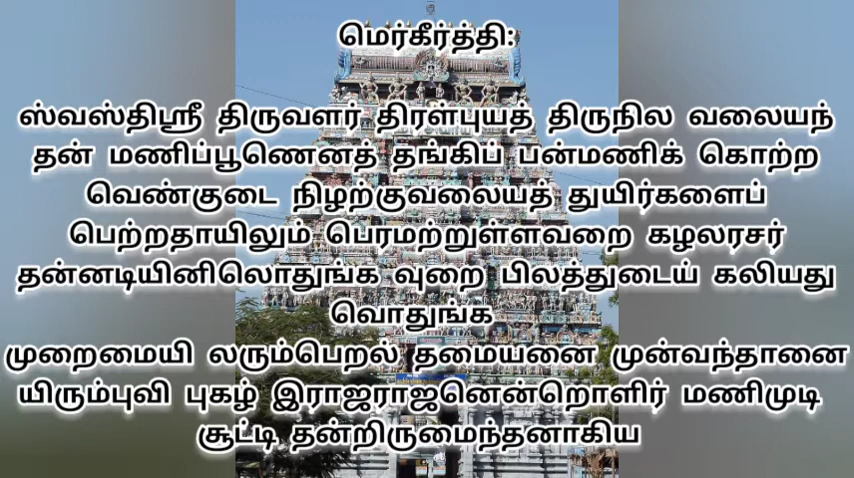 மெர்கீர்த்தி:
ஸ்வஸ்திஸ்ரீ திருவளர் திரள்புயத் திருநில வலையந்
தன் மணிப்பூணெனத் தங்கிப் பன்மணிக் கொற்ற
வெண்குடை நிழற்குவலையத் துயிர்களைப்
பெற்றதாயிலும் பெரமற்றுள்ளவறை கழலரசர்
தன்னடியினிலொதுங்க வுறை பிலத்துடைய் கலியது
வொதுங்க
முறைமையி லரும்பெறல் தமையனை முன்வந்தானை
யிரும்புவி புகழ் இராஜராஜனென்றொளிர் மணிமுடி
சூட்டி தன்றிருமைந்தனாகிய